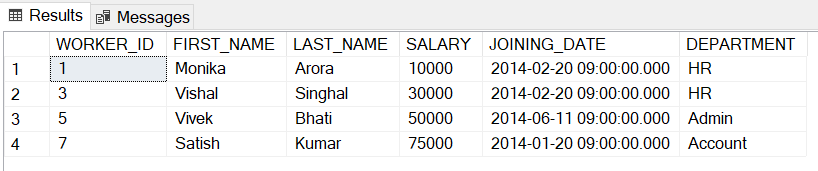 Results Messages
WORKER_ID FIRST_NAME LAST_NAME SALARY JOINING_DATE DEPARTMENT
1 1 Monika Arora 10000 2014-02-20 09:00:00.000 HR
2 3 Vishal Singhal 30000 2014-02-20 09:00:00.000 HR
3 5 Vivek Bhati 50000 2014-06-11 09:00:00.000 Admin
4 7 Satish Kumar 75000 2014-01-20 09:00:00.000 Account